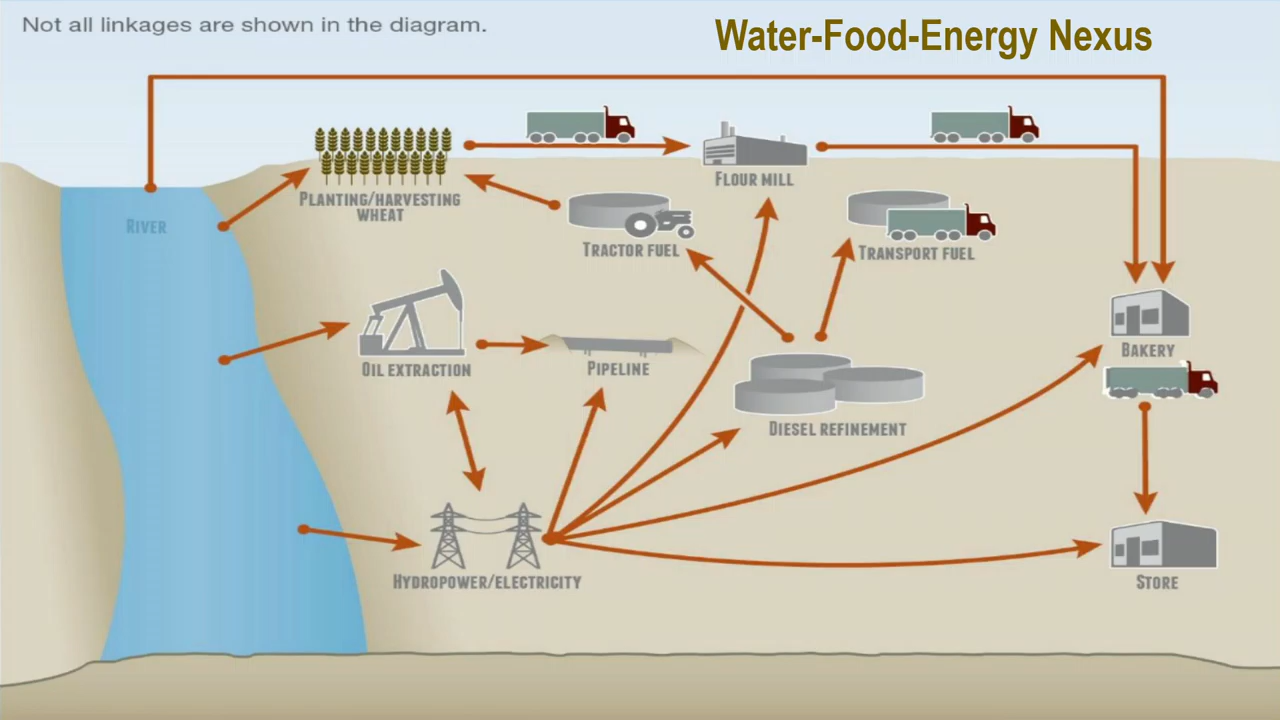 Not all linkages are shown in the diagram.
Water-Food-Energy Nexus
RIVER
PLANTING/HARVESTING
WHEAT
FLOUR MILL
TRACTOR FUEL
TRANSPORT FUEL
OIL EXTRACTION
PIPELINE
BAKERY
DIESEL REFINEMENT
HYDROPOWER/ELECTRICITY
STORE